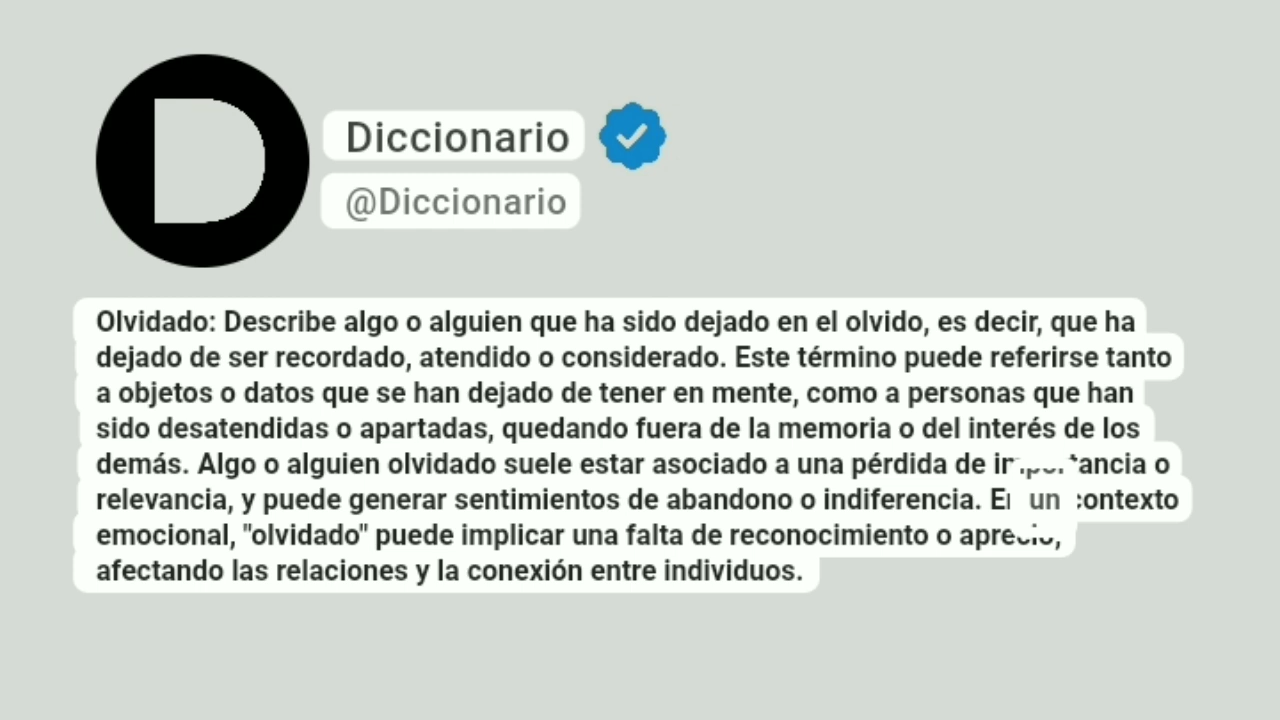 D
Diccionario
@Diccionario
Olvidado: Describe algo o alguien que ha sido dejado en el olvido, es decir, que ha
dejado de ser recordado, atendido o considerado. Este término puede referirse tanto
a objetos o datos que se han dejado de tener en mente, como a personas que han
sido desatendidas o apartadas, quedando fuera de la memoria o del interés de los
demás. Algo o alguien olvidado suele estar asociado a una pérdida de importancia o
relevancia, y puede generar sentimientos de abandono o indiferencia. En un contexto
emocional, "olvidado" puede implicar una falta de reconocimiento o aprecio,
afectando las relaciones y la conexión entre individuos.